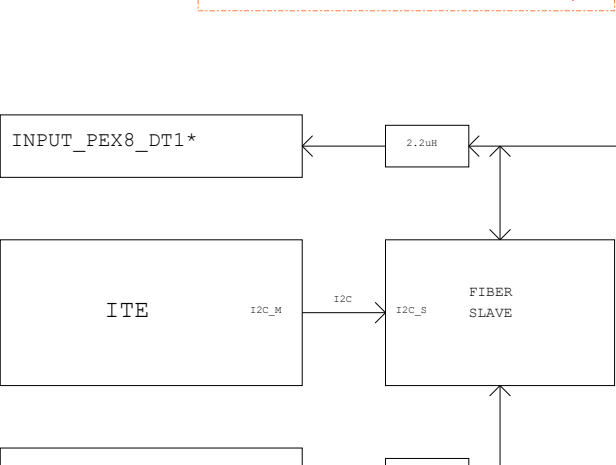 INPUT_PEX8_DT1*
2.2uH
ITE
I2C_M
I2C
I2C_S
FIBER
SLAVE